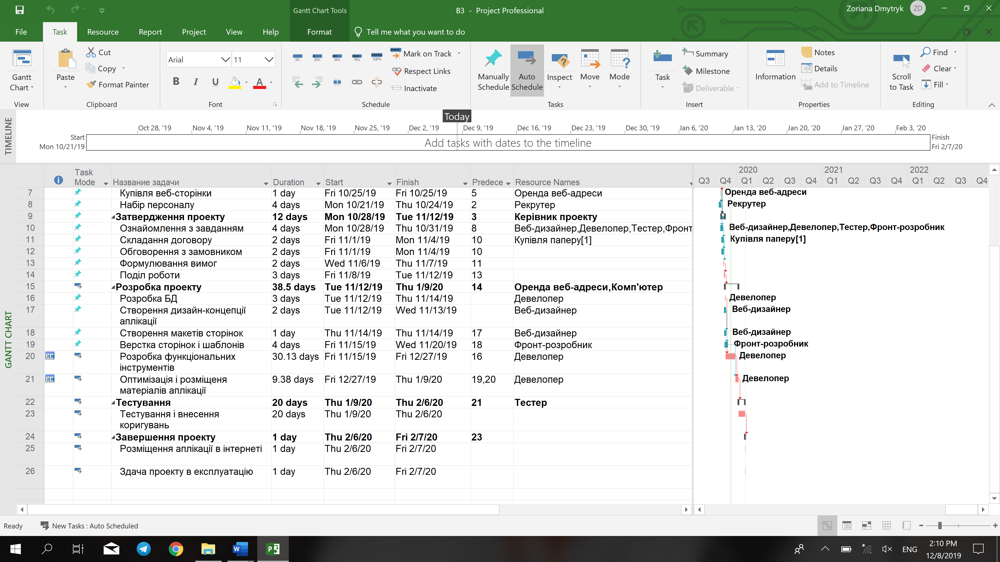 Gantt Chart Tools
B3 - Project Professional
Zoriana Dmytryk ZD
File Task Resource Report Project View Help Format Tell me what you want to do
Gantt Chart
View
Paste
Cut
Copy
Format Painter
Clipboard
Arial 11
B I U A
Font
0% 25% 50% 75% 100%
Mark on Track
Respect Links
Inactivate
Schedule
Manually Schedule
Auto Schedule
Inspect
Move
Mode
Tasks
Task
Summary
Milestone
Deliverable
Insert
Information
Notes
Details
Add to Timeline
Properties
Scroll to Task
Find
Clear
Fill
Editing
TIMELINE
Today
Oct 28, '19 Nov 4, '19 Nov 11, '19 Nov 18, '19 Nov 25, '19 Dec 2, '19 Dec 9, '19 Dec 16, '19 Dec 23, '19 Dec 30, '19 Jan 6, '20 Jan 13, '20 Jan 20, '20 Jan 27, '20 Feb 3, '20
Start
Mon 10/21/19
Add tasks with dates to the timeline
Finish
Fri 2/7/20
GANTT CHART
Task Mode Название задачи Duration Start Finish Predece Resource Names
2020 2021 2022
Q3 Q4 Q1 Q2 Q3 Q4 Q1 Q2 Q3 Q4 Q1 Q2 Q3 Q4
7 Купівля веб-сторінки 1 day Fri 10/25/19 Fri 10/25/19 5 Оренда веб-адреси Оренда веб-адреси
8 Набір персоналу 4 days Mon 10/21/19 Thu 10/24/19 2 Рекрутер Рекрутер
9 Затвердження проекту 12 days Mon 10/28/19 Tue 11/12/19 3 Керівник проекту
10 Ознайомлення з завданням 4 days Mon 10/28/19 Thu 10/31/19 8 Веб-дизайнер,Девелопер,Тестер,Фронт Веб-дизайнер,Девелопер,Тестер,Фронт-розробник
11 Складання договору 2 days Fri 11/1/19 Mon 11/4/19 10 Купівля паперу[1] Купівля паперу[1]
12 Обговорення з замовником 2 days Fri 11/1/19 Mon 11/4/19 10
13 Формулювання вимог 2 days Wed 11/6/19 Thu 11/7/19 11
14 Поділ роботи 3 days Fri 11/8/19 Tue 11/12/19 13
15 Розробка проекту 38.5 days Tue 11/12/19 Thu 1/9/20 14 Оренда веб-адреси,Комп'ютер
16 Розробка БД 3 days Tue 11/12/19 Thu 11/14/19 Девелопер Девелопер
17 Створення дизайн-концепції 2 days Tue 11/12/19 Wed 11/13/19 Веб-дизайнер Веб-дизайнер
аплікації
18 Створення макетів сторінок 1 day Thu 11/14/19 Thu 11/14/19 17 Веб-дизайнер Веб-дизайнер
19 Верстка сторінок і шаблонів 4 days Fri 11/15/19 Wed 11/20/19 18 Фронт-розробник Фронт-розробник
20 Розробка функціональних 30.13 days Fri 11/15/19 Fri 12/27/19 16 Девелопер Девелопер
інструментів
21 Оптимізація і розміщеня 9.38 days Fri 12/27/19 Thu 1/9/20 19,20 Девелопер Девелопер
матеріалів аплікації
22 Тестування 20 days Thu 1/9/20 Thu 2/6/20 21 Тестер
23 Тестування і внесення 20 days Thu 1/9/20 Thu 2/6/20
коригувань
24 Завершення проекту 1 day Thu 2/6/20 Fri 2/7/20 23
25 Розміщення аплікації в інтернеті 1 day Thu 2/6/20 Fri 2/7/20
26 Здача проекту в експлуатацію 1 day Thu 2/6/20 Fri 2/7/20
Ready New Tasks : Auto Scheduled
ENG
2:10 PM
12/8/2019